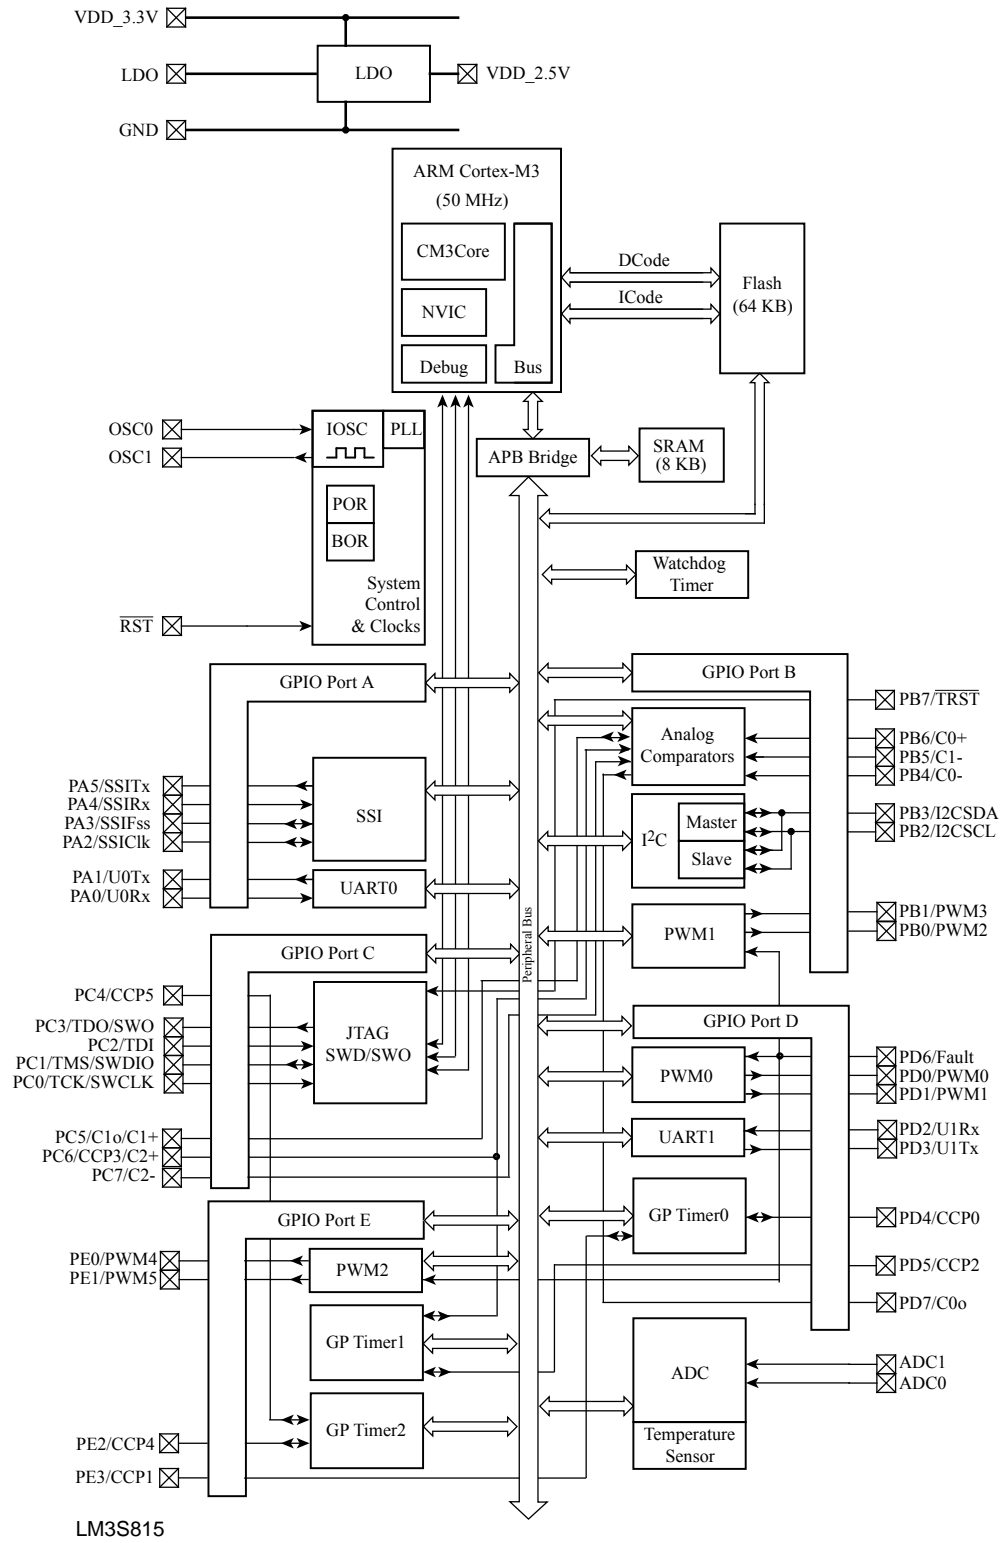 VDD_3.3V
LDO
LDO
VDD_2.5V
GND
ARM Cortex-M3
(50 MHz)
CM3Core
NVIC
Debug
Bus
DCode
ICode
Flash
(64 KB)
OSC0
OSC1
IOSC
PLL
POR
BOR
System
Control
& Clocks
RST
APB Bridge
SRAM
(8 KB)
Watchdog
Timer
GPIO Port A
PA5/SSITx
PA4/SSIRx
PA3/SSIFss
PA2/SSIClk
SSI
PA1/U0Tx
PA0/U0Rx
UART0
Peripheral Bus
GPIO Port B
PB7/TRST
Analog
Comparators
PB6/C0+
PB5/C1-
PB4/C0-
I2C
Master
Slave
PB3/I2CSDA
PB2/I2CSCL
PWM1
PB1/PWM3
PB0/PWM2
GPIO Port C
PC4/CCP5
PC3/TDO/SWO
PC2/TDI
PC1/TMS/SWDIO
PC0/TCK/SWCLK
JTAG
SWD/SWO
PC5/C1o/C1+
PC6/CCP3/C2+
PC7/C2-
GPIO Port D
PWM0
PD6/Fault
PD0/PWM0
PD1/PWM1
UART1
PD2/U1Rx
PD3/U1Tx
GP Timer0
PD4/CCP0
PD5/CCP2
PD7/C0o
GPIO Port E
PE0/PWM4
PE1/PWM5
PWM2
GP Timer1
GP Timer2
PE2/CCP4
PE3/CCP1
ADC
Temperature
Sensor
ADC1
ADC0
LM3S815